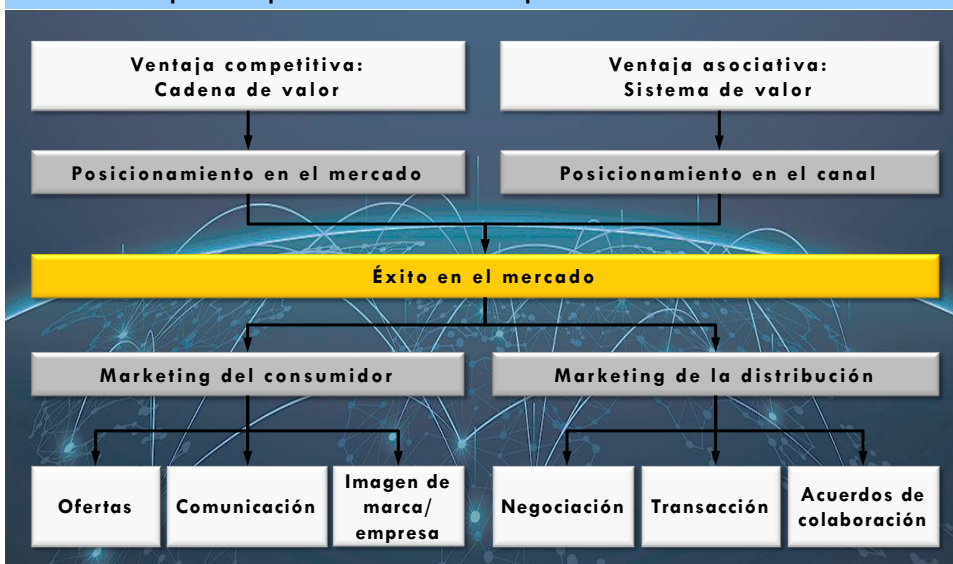 Ventaja competitiva:
Cadena de valor
Ventaja asociativa:
Sistema de valor
Posicionamiento en el mercado
Posicionamiento en el canal
Éxito en el mercado
Marketing del consumidor
Marketing de la distribución
Ofertas
Comunicación
Imagen de
marca/
empresa
Negociación
Transacción
Acuerdos de
colaboración